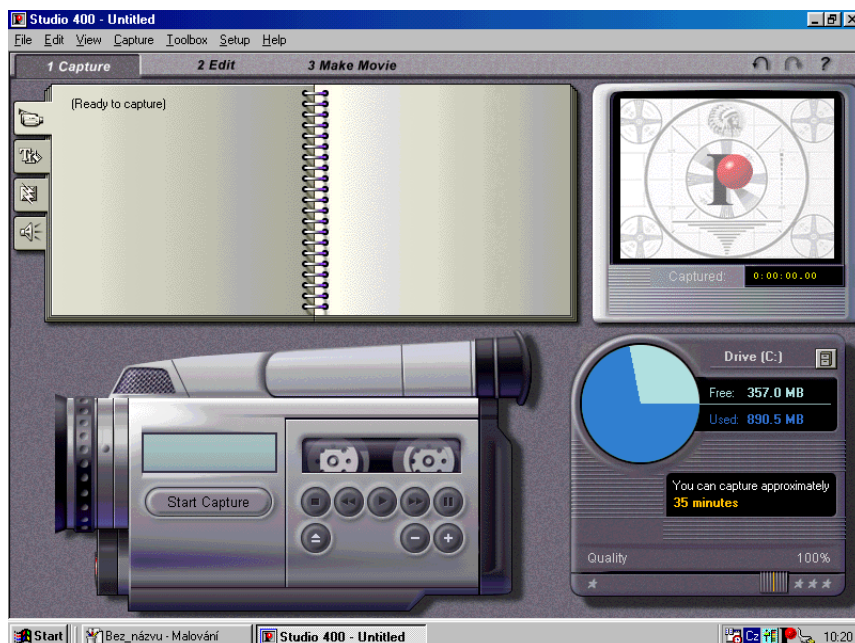 Studio 400 - Untitled
File Edit View Capture Toolbox Setup Help
1 Capture 2 Edit 3 Make Movie ?
(Ready to capture)
Captured: 0:00:00.00
Drive (C:)
Free: 357.0 MB
Used: 890.5 MB
You can capture approximately
35 minutes
Start Capture
Quality 100%
Start Bez_názvu - Malování Studio 400 - Untitled Cz 10:20